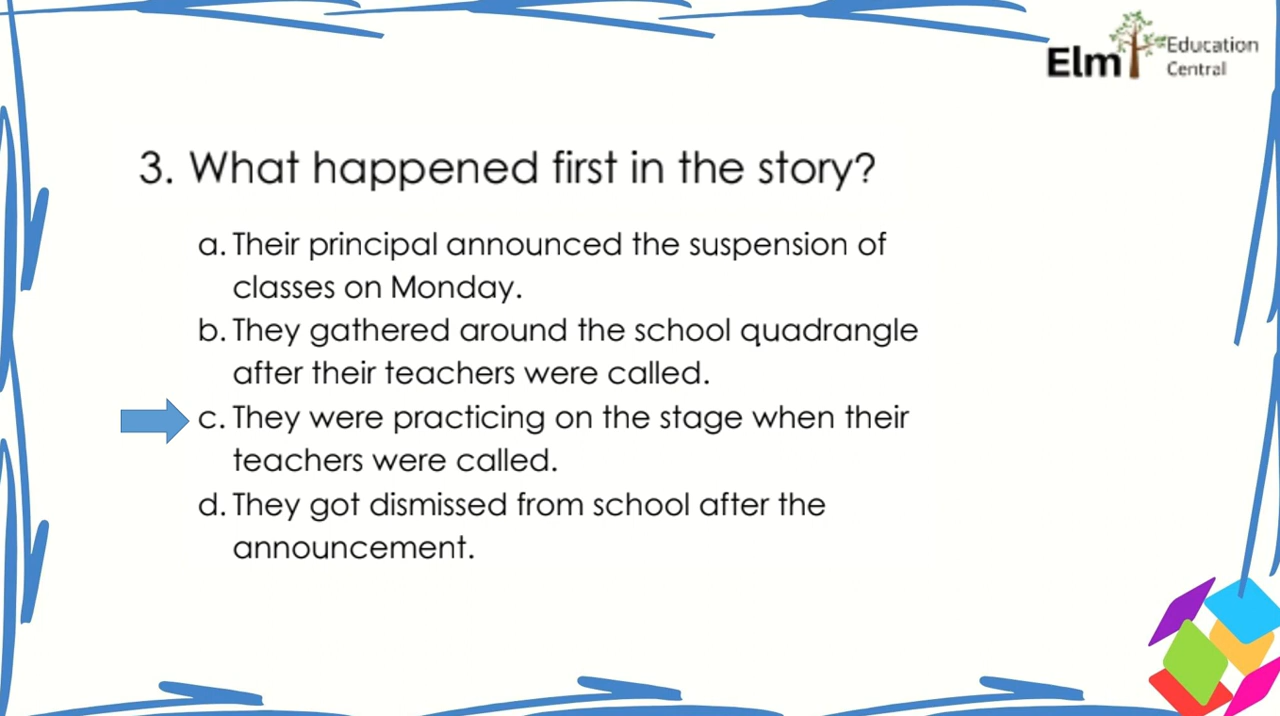 Elm Education
Central
3. What happened first in the story?
a. Their principal announced the suspension of
classes on Monday.
b. They gathered around the school quadrangle
after their teachers were called.
c. They were practicing on the stage when their
teachers were called.
d. They got dismissed from school after the
announcement.